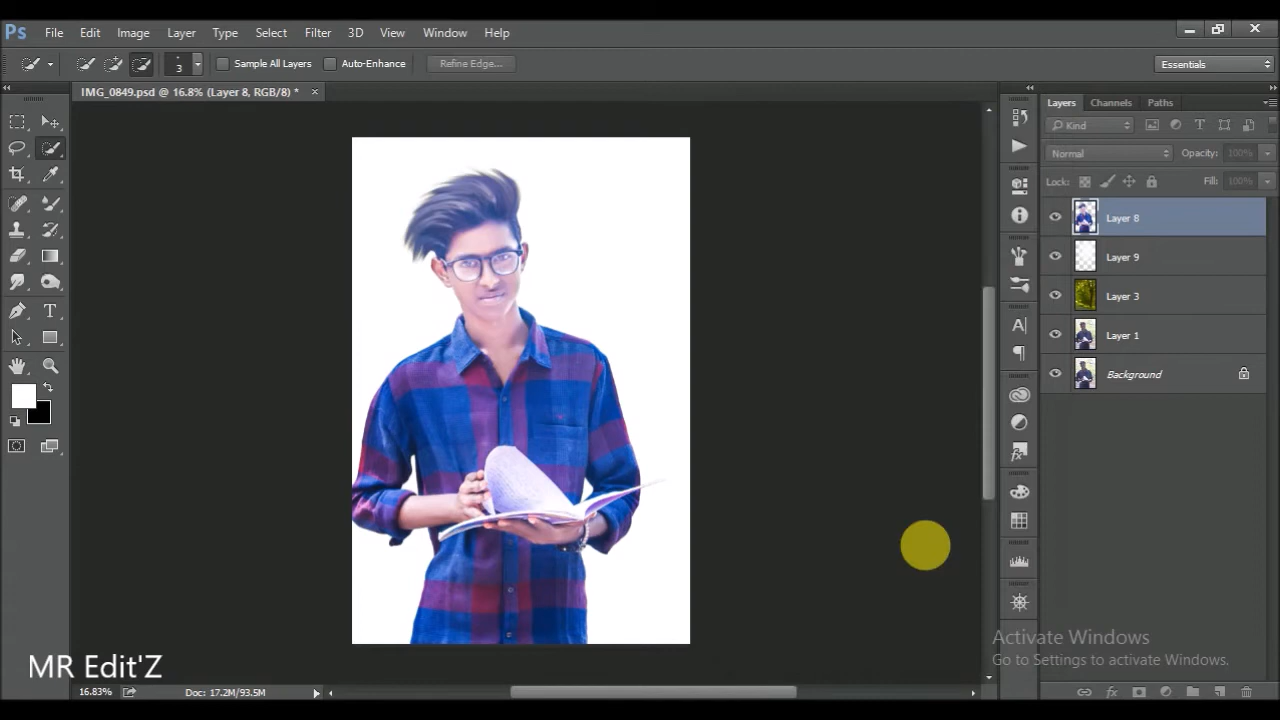 Ps File Edit Image Layer Type Select Filter 3D View Window Help
3 Sample All Layers Auto-Enhance Refine Edge... Essentials
IMG_0849.psd @ 16.8% (Layer 8, RGB/8) *
Layers Channels Paths
Kind
Normal Opacity: 100%
Lock: Fill: 100%
Layer 8
Layer 9
Layer 3
Layer 1
Background
Activate Windows
Go to Settings to activate Windows.
MR Edit'Z
16.83% Doc: 17.2M/93.5M